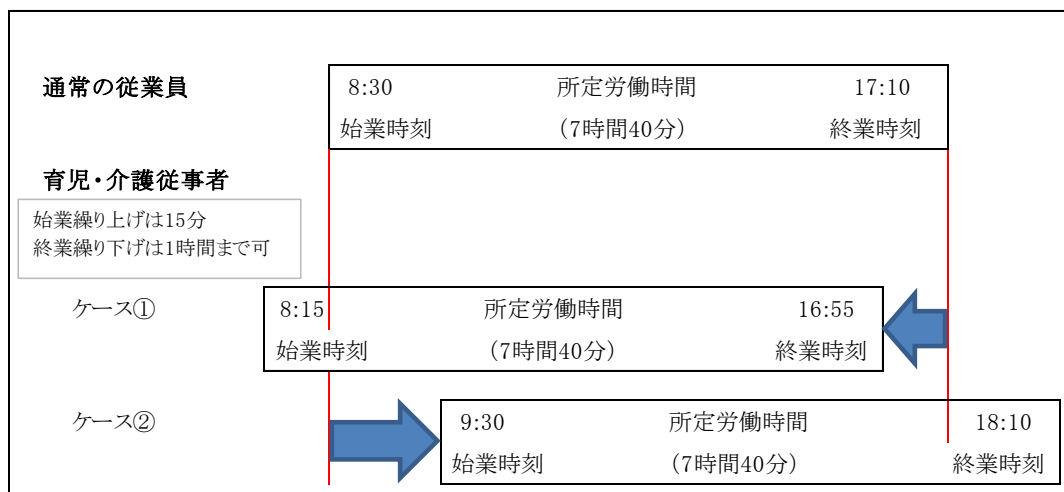 通常の従業員
8:30 所定労働時間 17:10
始業時刻 (7時間40分) 終業時刻
育児・介護従事者
始業繰り上げは15分
終業繰り下げは1時間まで可
ケース①
8:15 所定労働時間 16:55
始業時刻 (7時間40分) 終業時刻
ケース②
9:30 所定労働時間 18:10
始業時刻 (7時間40分) 終業時刻